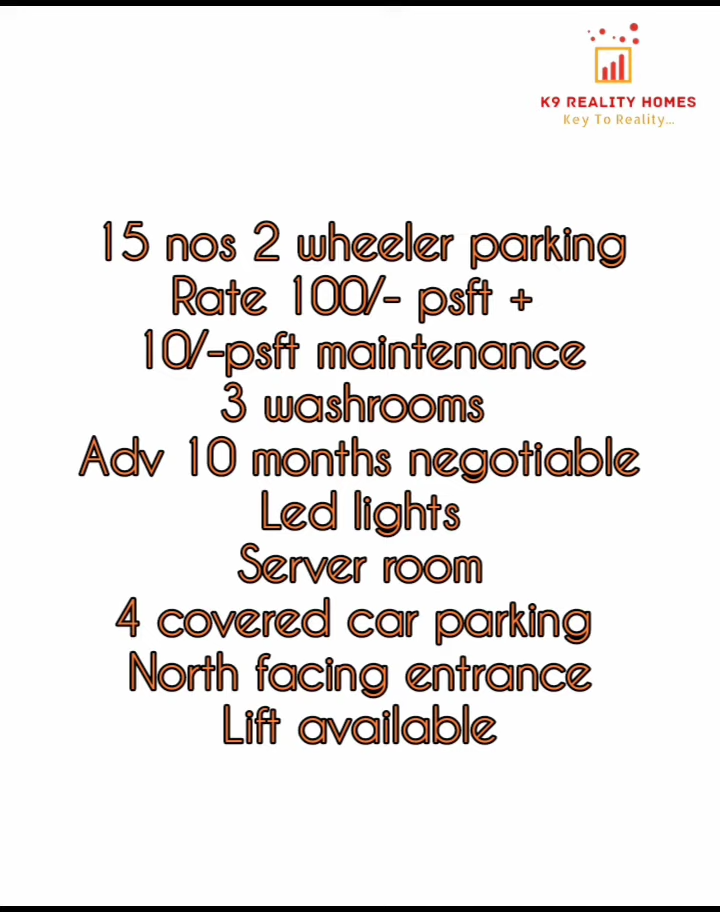 K9 REALITY HOMES
Key To Reality...
15 nos 2 wheeler parking
Rate 100/- psft +
10/-psft maintenance
3 washrooms
Adv 10 months negotiable
Led lights
Server room
4 covered car parking
North facing entrance
Lift available